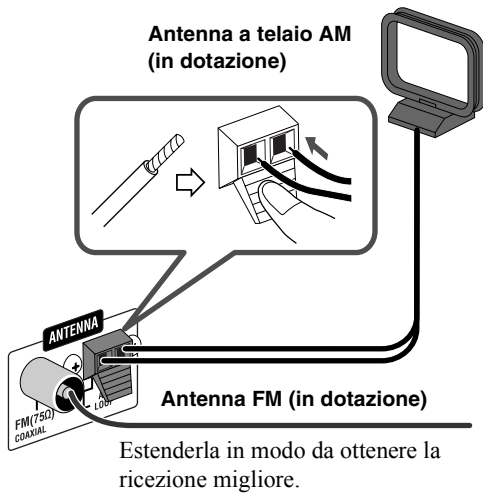 Antenna a telaio AM
(in dotazione)
ANTENNA
FM(75Ω)
COAXIAL
LOOP
Antenna FM (in dotazione)
Estenderla in modo da ottenere la
ricezione migliore.